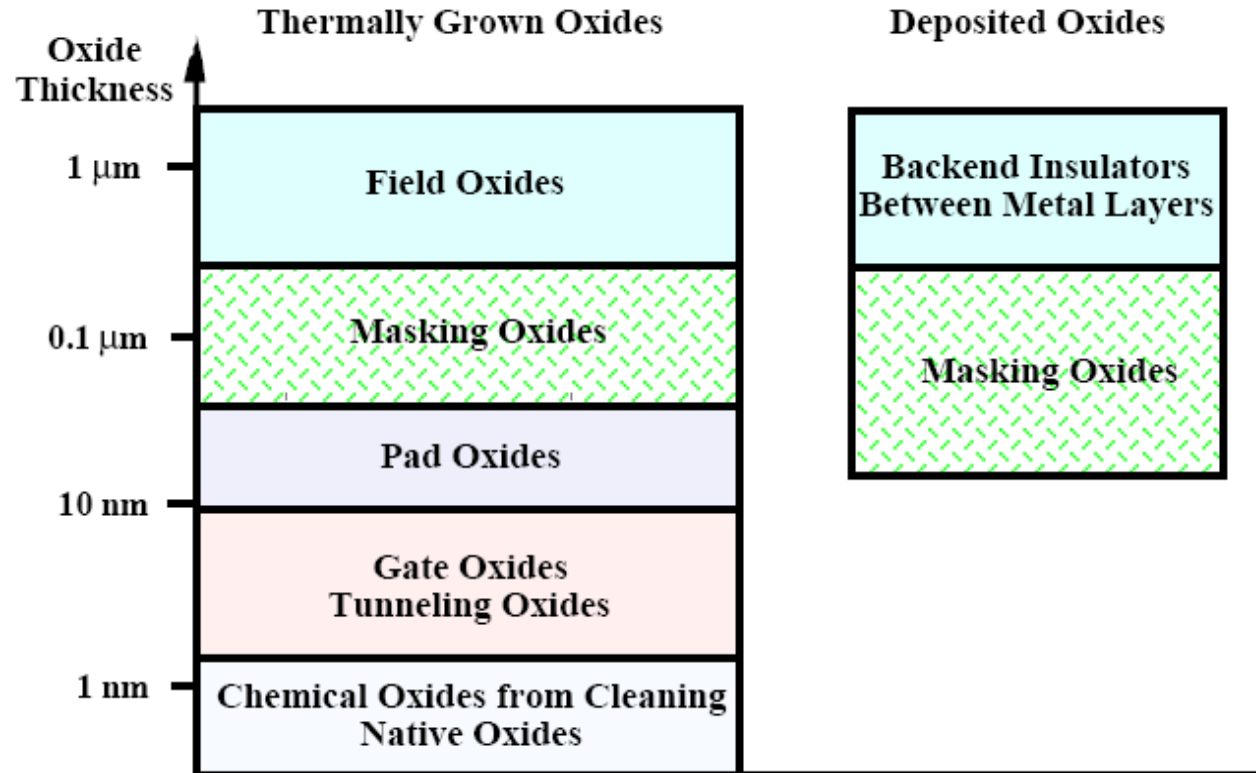 Thermally Grown Oxides
Deposited Oxides
Oxide
Thickness
1 μm
0.1 μm
10 nm
1 nm
Field Oxides
Masking Oxides
Pad Oxides
Gate Oxides
Tunneling Oxides
Chemical Oxides from Cleaning
Native Oxides
Backend Insulators
Between Metal Layers
Masking Oxides